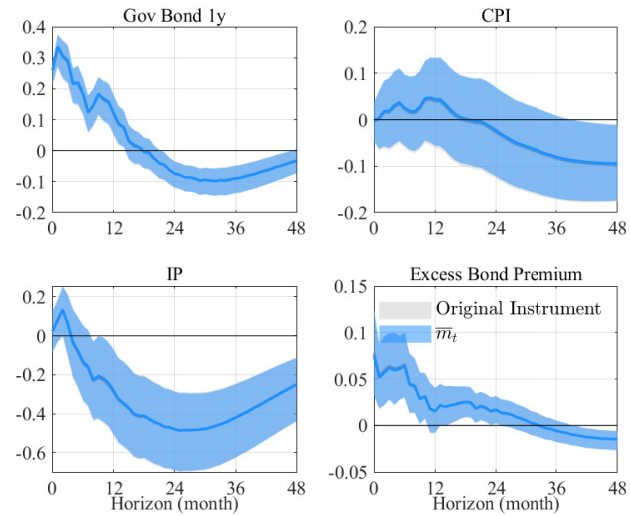 Gov Bond 1y
0.4
0.3
0.2
0.1
0
-0.1
-0.2
0 12 24 36 48
CPI
0.2
0.1
0
-0.1
-0.2
0 12 24 36 48
IP
0.2
0
-0.2
-0.4
-0.6
0 12 24 36 48
Horizon (month)
Excess Bond Premium
Original Instrument
m̅_t
0.15
0.1
0.05
0
-0.05
0 12 24 36 48
Horizon (month)